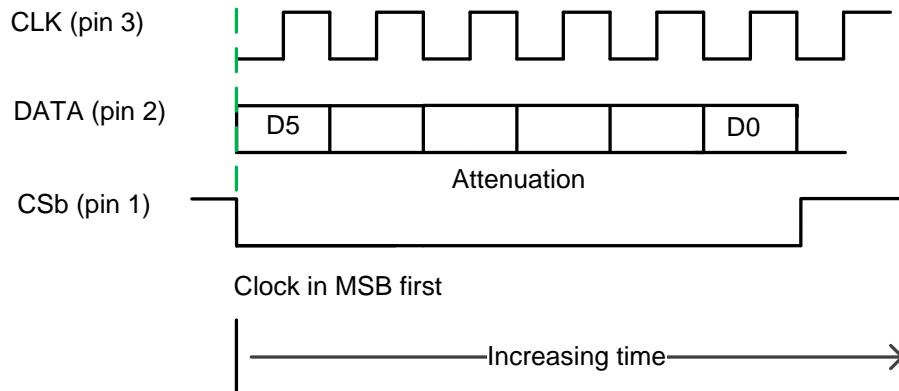 CLK (pin 3)
DATA (pin 2)
D5
D0
Attenuation
CSb (pin 1)
Clock in MSB first
Increasing time